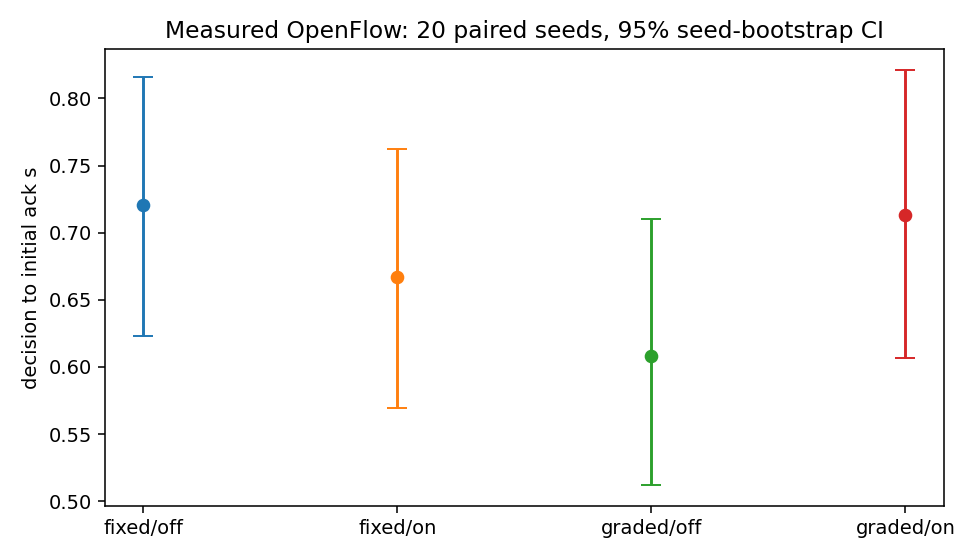 Measured OpenFlow: 20 paired seeds, 95% seed-bootstrap CI
decision to initial ack s
0.80
0.75
0.70
0.65
0.60
0.55
0.50
fixed/off
fixed/on
graded/off
graded/on